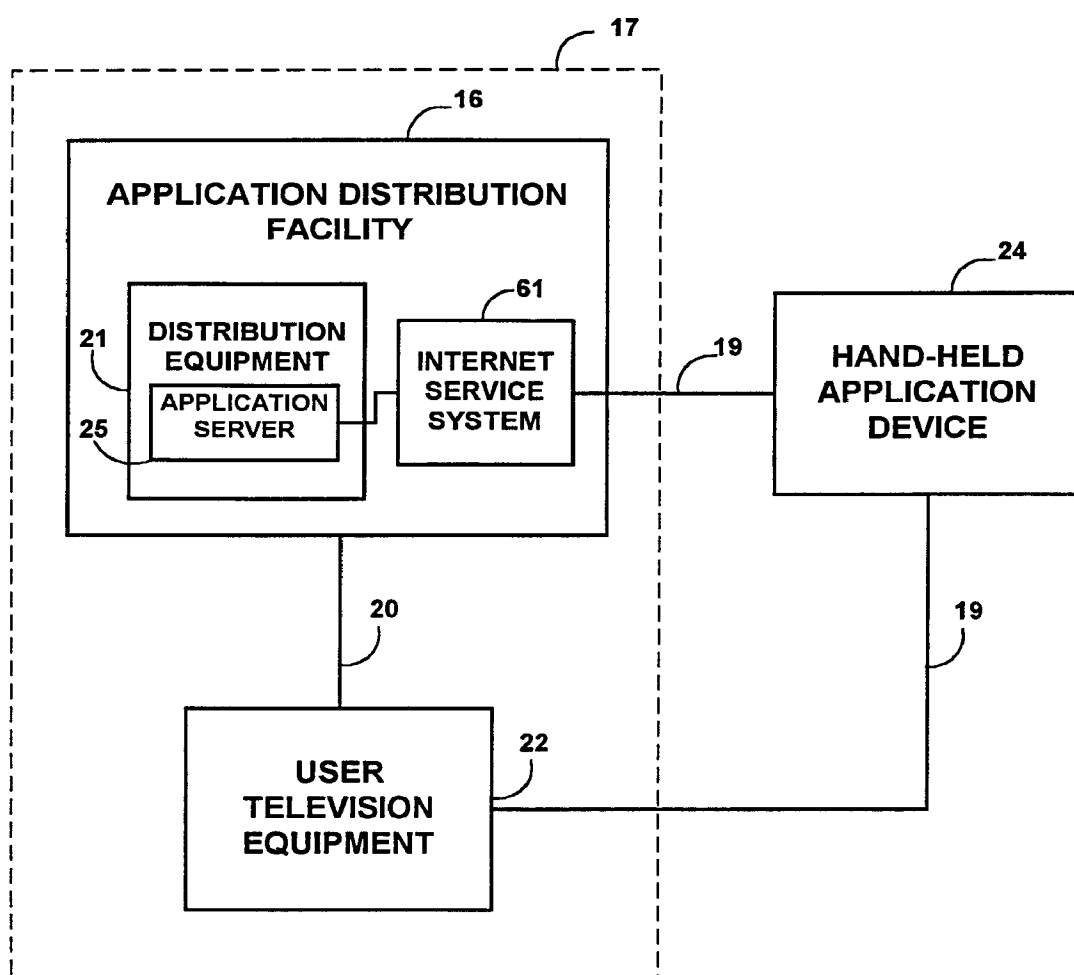 17
16
APPLICATION DISTRIBUTION
FACILITY
24
61
21
DISTRIBUTION
EQUIPMENT
INTERNET
SERVICE
SYSTEM
19
HAND-HELD
APPLICATION
DEVICE
APPLICATION
SERVER
25
20
19
22
USER
TELEVISION
EQUIPMENT